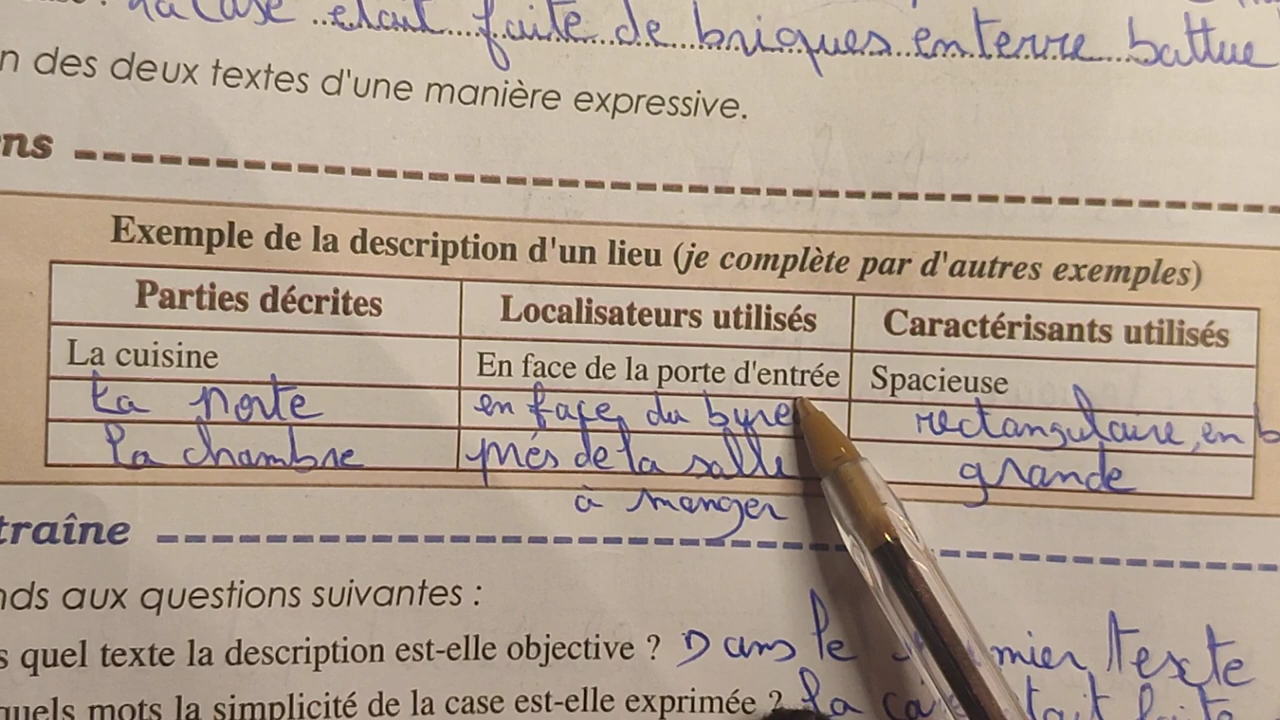 La case était faite de briques en terre battue
n des deux textes d'une manière expressive.
ns
Exemple de la description d'un lieu (je complète par d'autres exemples)
Parties décrites Localisateurs utilisés Caractérisants utilisés
La cuisine En face de la porte d'entrée Spacieuse
La porte en face du rectangulaire, en b
la chambre près de la salle grande
à manger
traîne
nds aux questions suivantes :
s quel texte la description est-elle objective ? Dans le mier texte
quels mots la simplicité de la case est-elle exprimée ? la